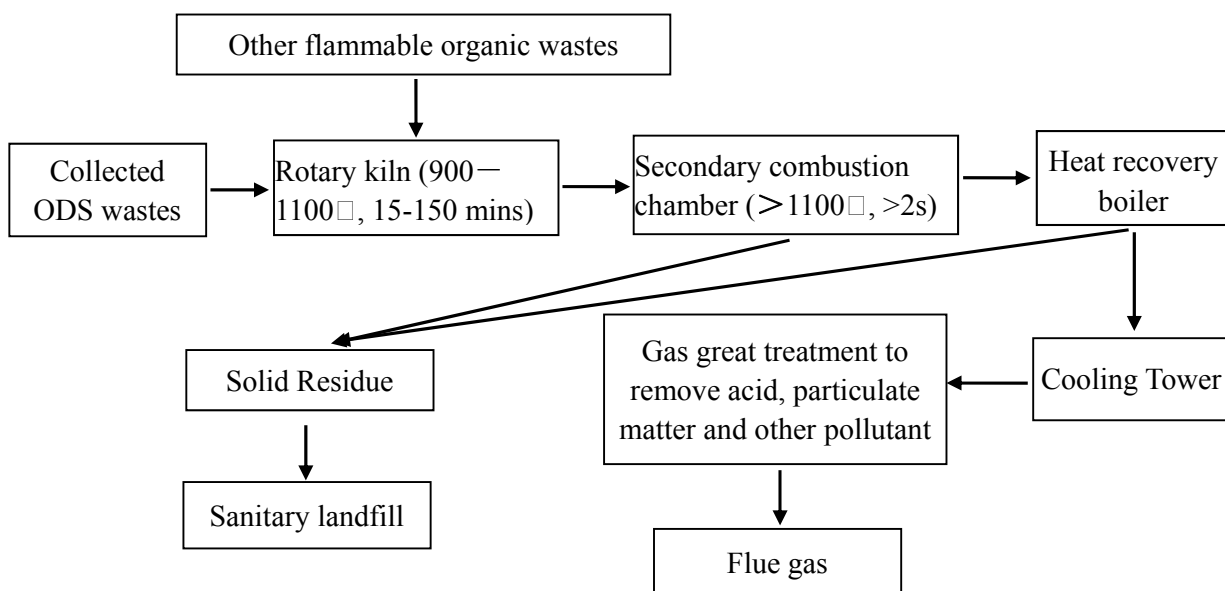 Other flammable organic wastes
Collected
ODS wastes
Rotary kiln (900－
1100□, 15-150 mins)
Secondary combustion
chamber (＞1100□, >2s)
Heat recovery
boiler
Solid Residue
Gas great treatment to
remove acid, particulate
matter and other pollutant
Cooling Tower
Sanitary landfill
Flue gas